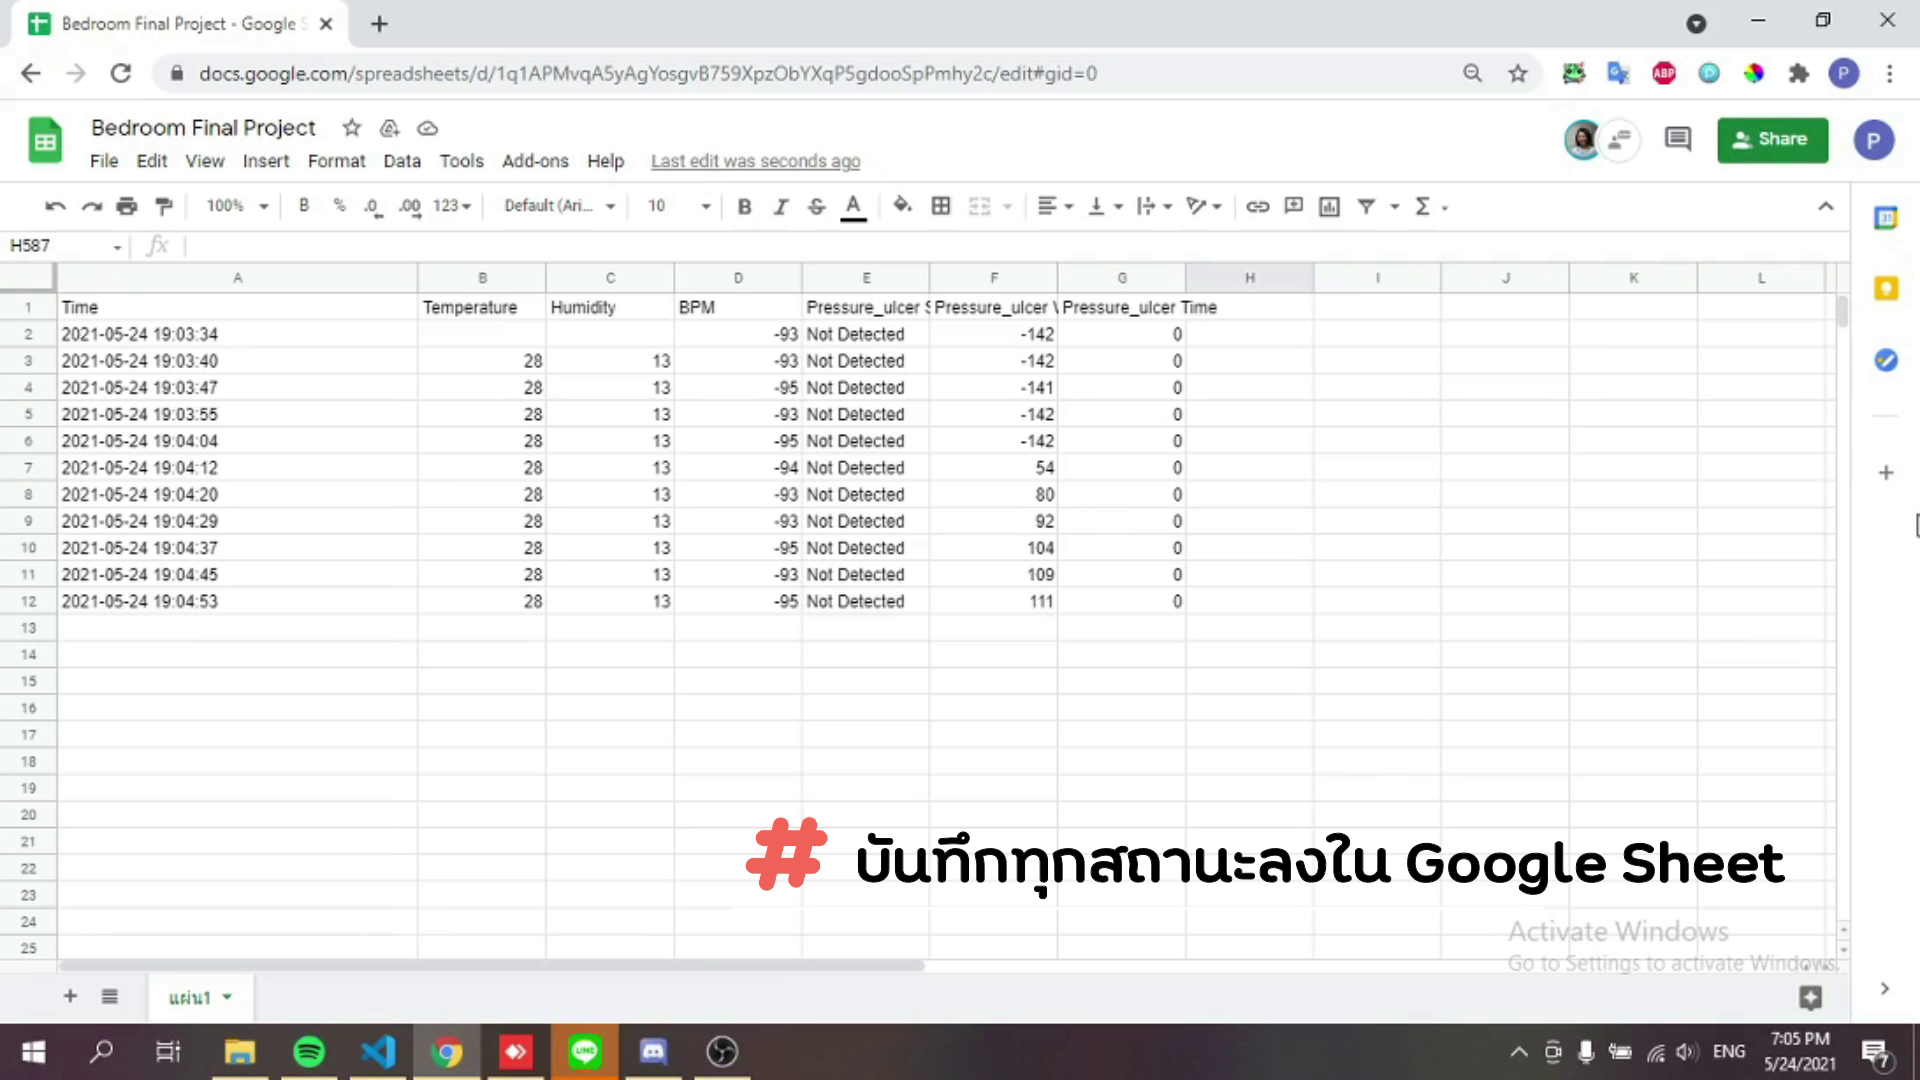 Bedroom Final Project - Google S
docs.google.com/spreadsheets/d/1q1APMvqA5yAgYosgvB759XpzObYXqP5gdooSpPmhy2c/edit#gid=0
ABP
P
Bedroom Final Project
File Edit View Insert Format Data Tools Add-ons Help Last edit was seconds ago
Share
P
100% B % .0 .00 123 Default (Ari... 10 B I S A
H587 fx
A B C D E F G H I J K L
1 Time Temperature Humidity BPM Pressure_ulcer S Pressure_ulcer V Pressure_ulcer Time
2 2021-05-24 19:03:34 -93 Not Detected -142 0
3 2021-05-24 19:03:40 28 13 -93 Not Detected -142 0
4 2021-05-24 19:03:47 28 13 -95 Not Detected -141 0
5 2021-05-24 19:03:55 28 13 -93 Not Detected -142 0
6 2021-05-24 19:04:04 28 13 -95 Not Detected -142 0
7 2021-05-24 19:04:12 28 13 -94 Not Detected 54 0
8 2021-05-24 19:04:20 28 13 -93 Not Detected 80 0
9 2021-05-24 19:04:29 28 13 -93 Not Detected 92 0
10 2021-05-24 19:04:37 28 13 -95 Not Detected 104 0
11 2021-05-24 19:04:45 28 13 -93 Not Detected 109 0
12 2021-05-24 19:04:53 28 13 -95 Not Detected 111 0
13
14
15
16
17
18
19
20
21
22
23
24
25
# บันทึกทุกสถานะลงใน Google Sheet
Activate Windows
Go to Settings to activate Windows.
แผ่น1
ENG
7:05 PM
5/24/2021
7